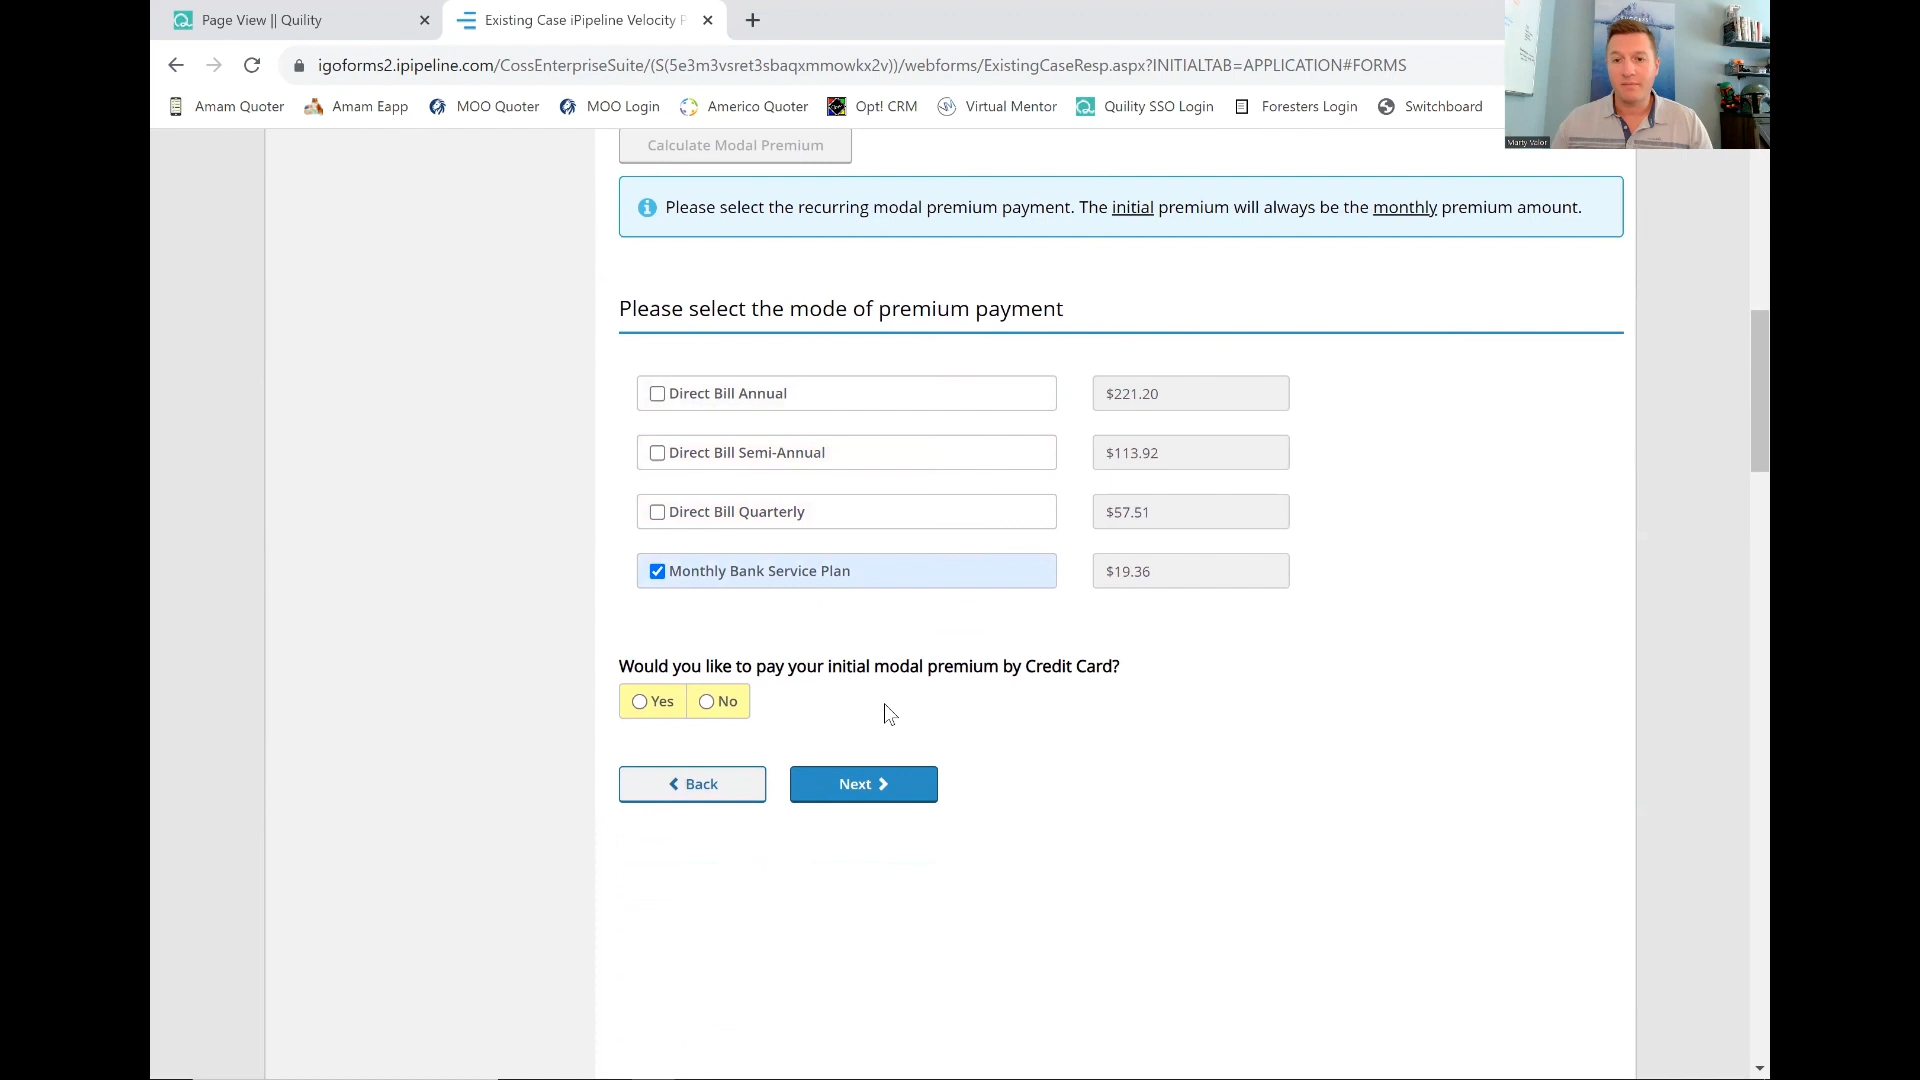 Page View || Quility
Existing Case iPipeline Velocity P
igoforms2.ipipeline.com/CossEnterpriseSuite/(S(5e3m3vsret3sbaqxmmowkx2v))/webforms/ExistingCaseResp.aspx?INITIALTAB=APPLICATION#FORMS
Amam Quoter Amam Eapp MOO Quoter MOO Login Americo Quoter Opt! CRM Virtual Mentor Quility SSO Login Foresters Login Switchboard
Marty Valor
Calculate Modal Premium
Please select the recurring modal premium payment. The initial premium will always be the monthly premium amount.
Please select the mode of premium payment
Direct Bill Annual $221.20
Direct Bill Semi-Annual $113.92
Direct Bill Quarterly $57.51
Monthly Bank Service Plan $19.36
Would you like to pay your initial modal premium by Credit Card?
Yes No
Back Next